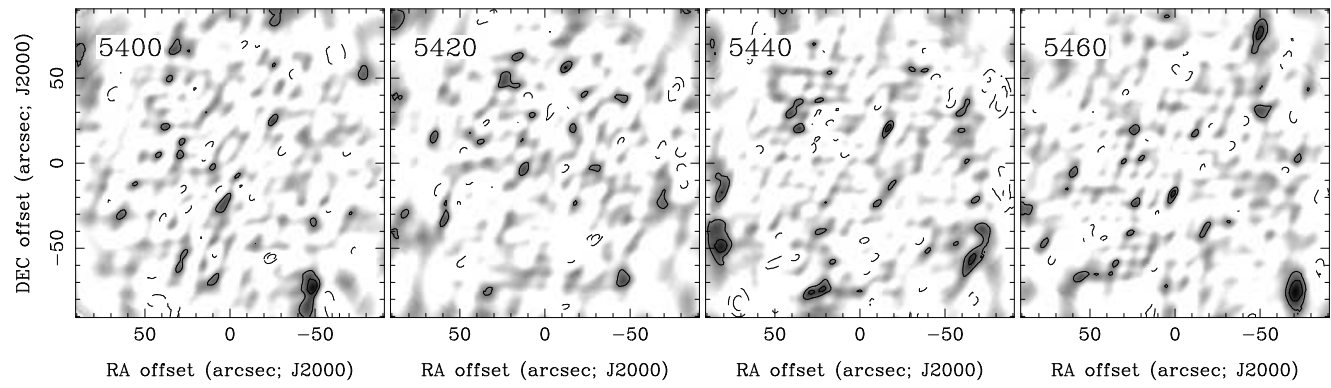 5400 5420 5440 5460
DEC offset (arcsec; J2000)
50
0
−50
50 0 −50 50 0 −50 50 0 −50 50 0 −50
RA offset (arcsec; J2000) RA offset (arcsec; J2000) RA offset (arcsec; J2000) RA offset (arcsec; J2000)